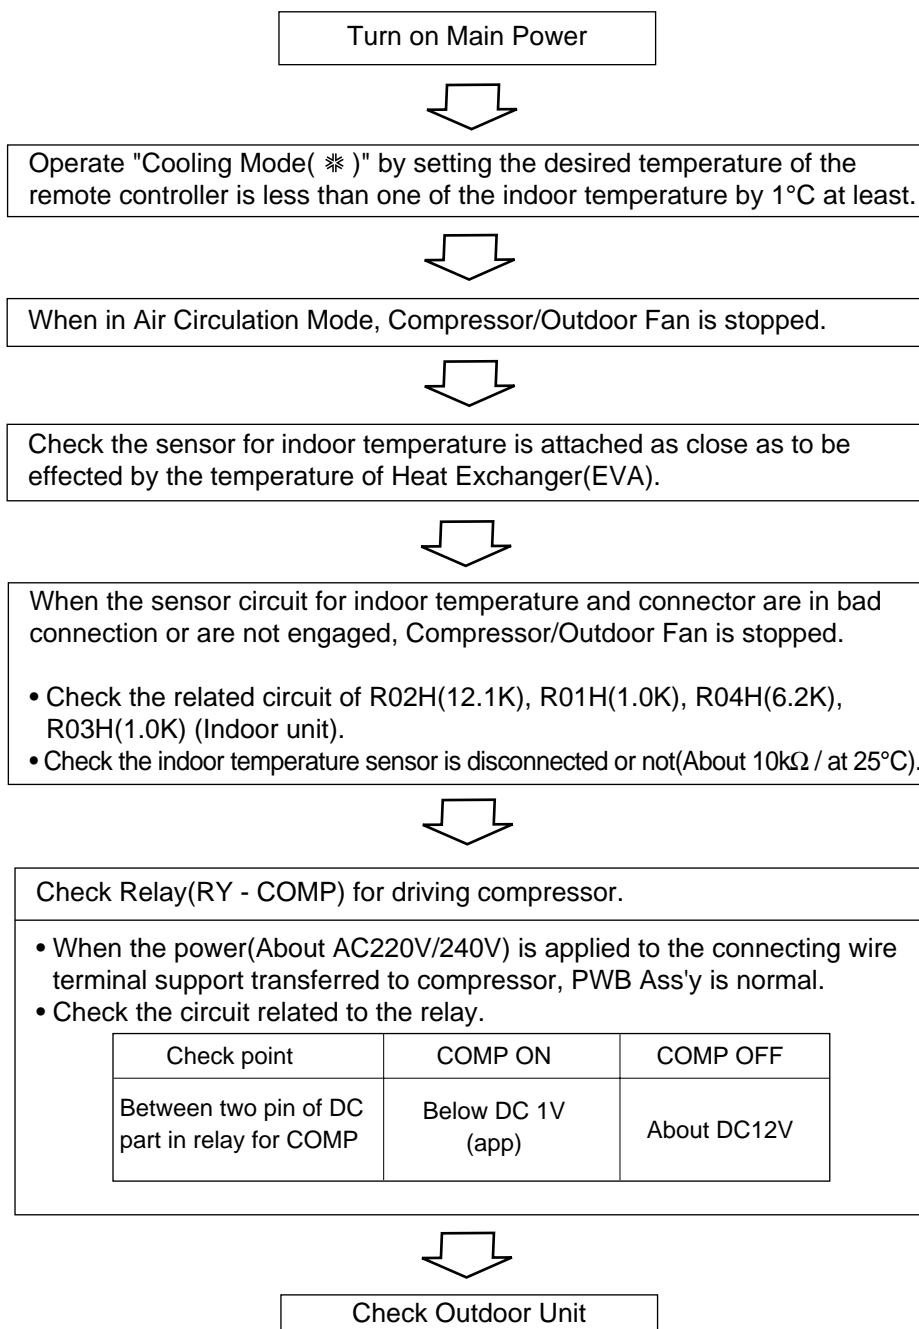 Turn on Main Power
Operate "Cooling Mode( ❋ )" by setting the desired temperature of the
remote controller is less than one of the indoor temperature by 1°C at least.
When in Air Circulation Mode, Compressor/Outdoor Fan is stopped.
Check the sensor for indoor temperature is attached as close as to be
effected by the temperature of Heat Exchanger(EVA).
When the sensor circuit for indoor temperature and connector are in bad
connection or are not engaged, Compressor/Outdoor Fan is stopped.
• Check the related circuit of R02H(12.1K), R01H(1.0K), R04H(6.2K),
R03H(1.0K) (Indoor unit).
• Check the indoor temperature sensor is disconnected or not(About 10kΩ / at 25°C).
Check Relay(RY - COMP) for driving compressor.
• When the power(About AC220V/240V) is applied to the connecting wire
terminal support transferred to compressor, PWB Ass'y is normal.
• Check the circuit related to the relay.
Check point COMP ON COMP OFF
Between two pin of DC
part in relay for COMP
Below DC 1V
(app)
About DC12V
Check Outdoor Unit